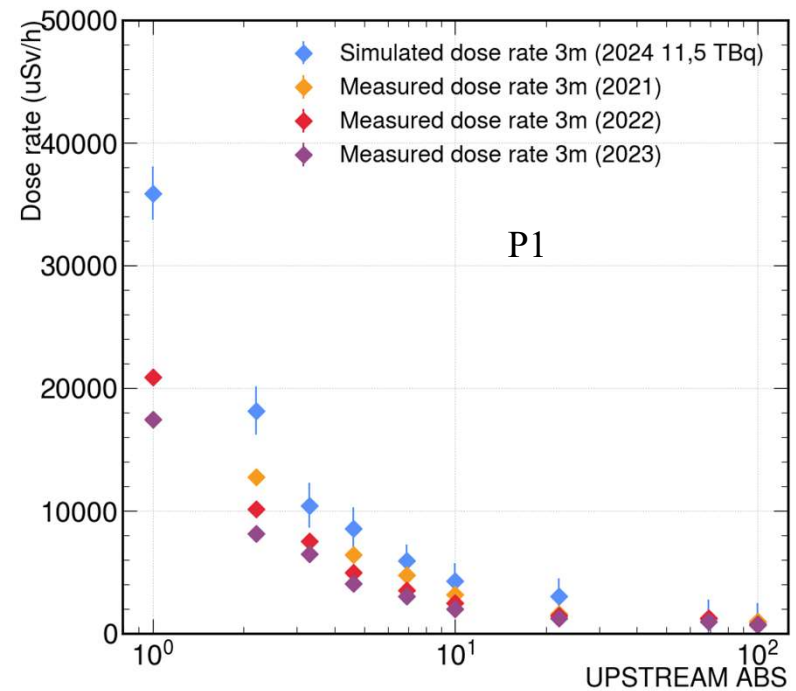 50000
40000
30000
20000
10000
0
Dose rate (uSv/h)
Simulated dose rate 3m (2024 11,5 TBq)
Measured dose rate 3m (2021)
Measured dose rate 3m (2022)
Measured dose rate 3m (2023)
P1
10⁰ 10¹ 10²
UPSTREAM ABS